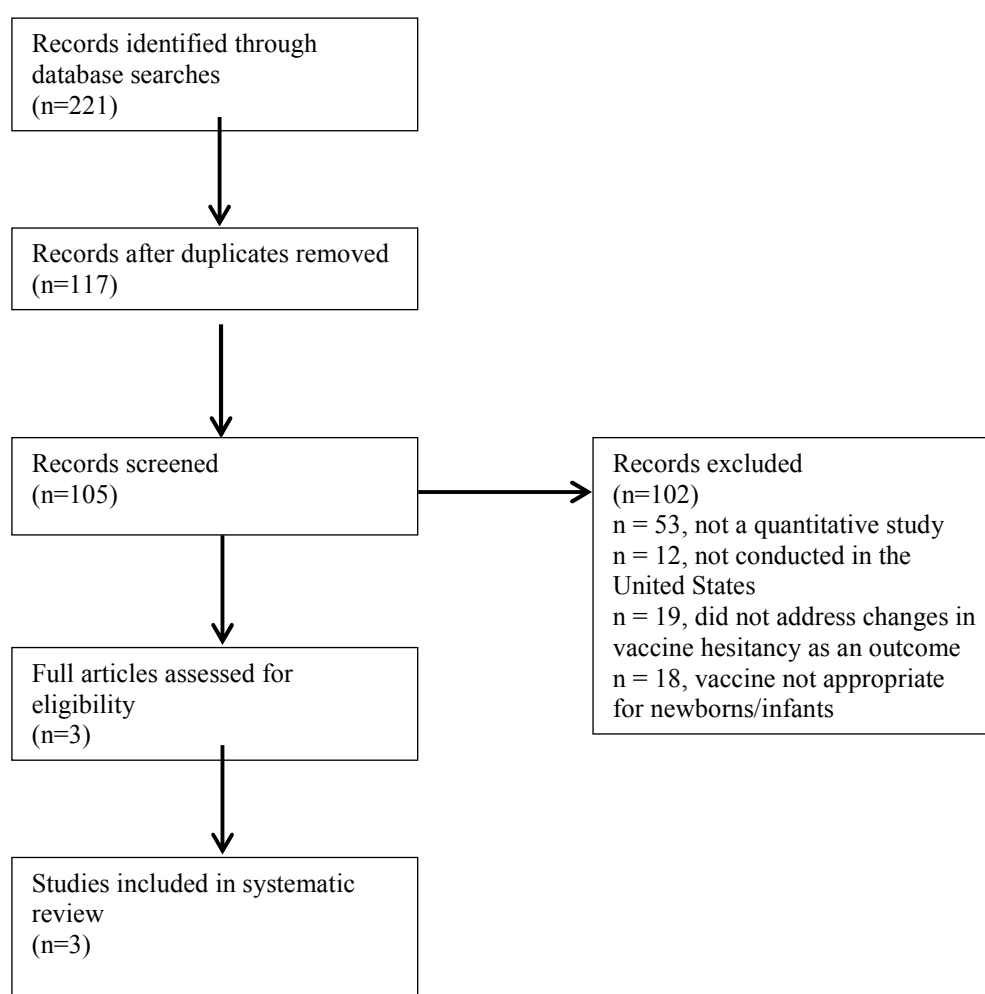 Records identified through
database searches
(n=221)
Records after duplicates removed
(n=117)
Records screened
(n=105)
Records excluded
(n=102)
n = 53, not a quantitative study
n = 12, not conducted in the
United States
n = 19, did not address changes in
vaccine hesitancy as an outcome
n = 18, vaccine not appropriate
for newborns/infants
Full articles assessed for
eligibility
(n=3)
Studies included in systematic
review
(n=3)